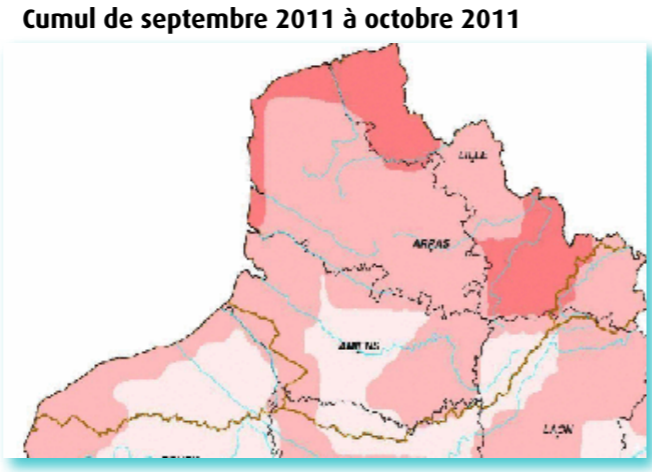 Cumul de septembre 2011 à octobre 2011
LILLE
ARRAS
AMIENS
LAON